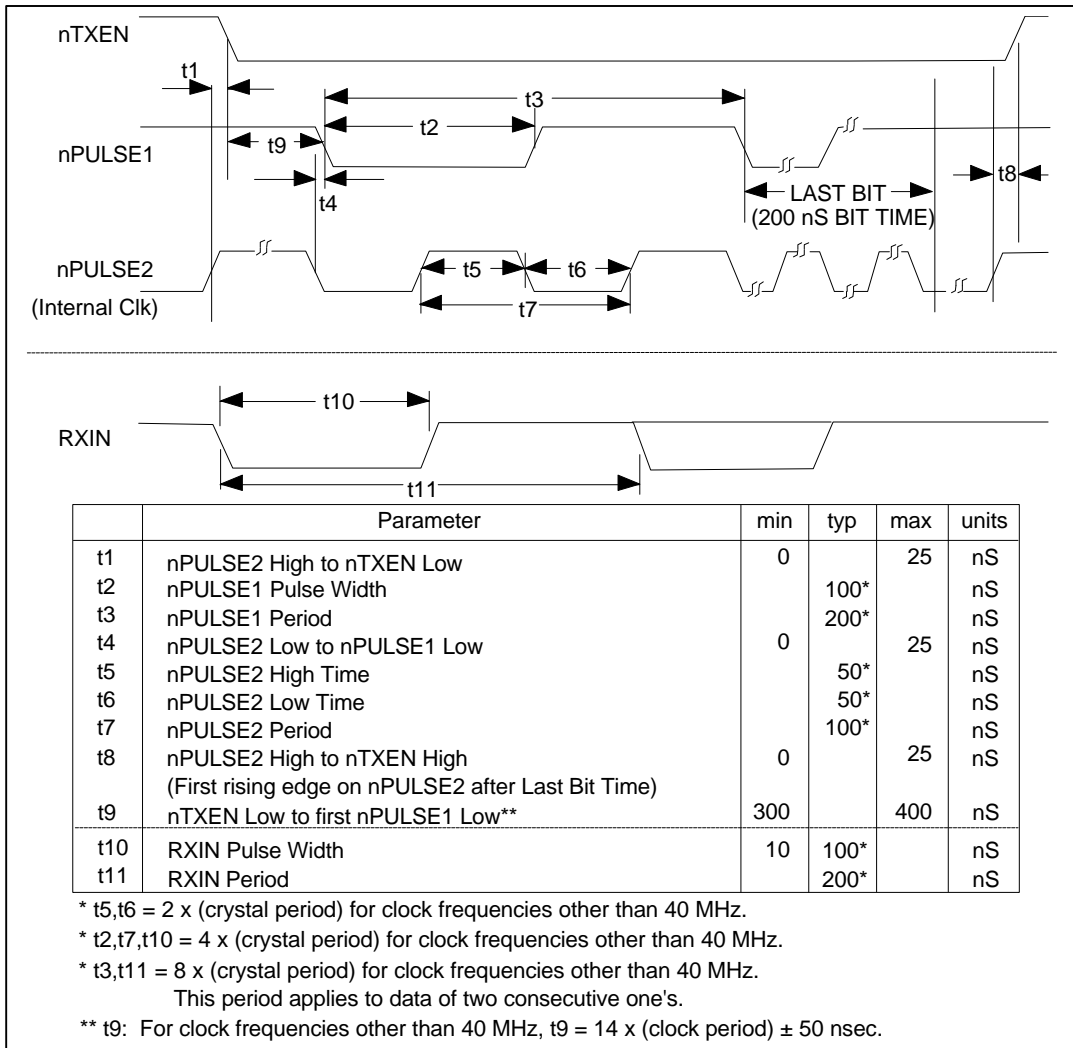 nTXEN
t1
t3
t2
nPULSE1
t9
t8
t4
LAST BIT
(200 nS BIT TIME)
nPULSE2
(Internal Clk)
t5
t6
t7
t10
RXIN
t11
Parameter min typ max units
t1 nPULSE2 High to nTXEN Low 0 25 nS
t2 nPULSE1 Pulse Width 100* nS
t3 nPULSE1 Period 200* nS
t4 nPULSE2 Low to nPULSE1 Low 0 25 nS
t5 nPULSE2 High Time 50* nS
t6 nPULSE2 Low Time 50* nS
t7 nPULSE2 Period 100* nS
t8 nPULSE2 High to nTXEN High 0 25 nS
(First rising edge on nPULSE2 after Last Bit Time)
t9 nTXEN Low to first nPULSE1 Low** 300 400 nS
t10 RXIN Pulse Width 10 100* nS
t11 RXIN Period 200* nS
* t5,t6 = 2 x (crystal period) for clock frequencies other than 40 MHz.
* t2,t7,t10 = 4 x (crystal period) for clock frequencies other than 40 MHz.
* t3,t11 = 8 x (crystal period) for clock frequencies other than 40 MHz.
This period applies to data of two consecutive one's.
** t9: For clock frequencies other than 40 MHz, t9 = 14 x (clock period) ± 50 nsec.